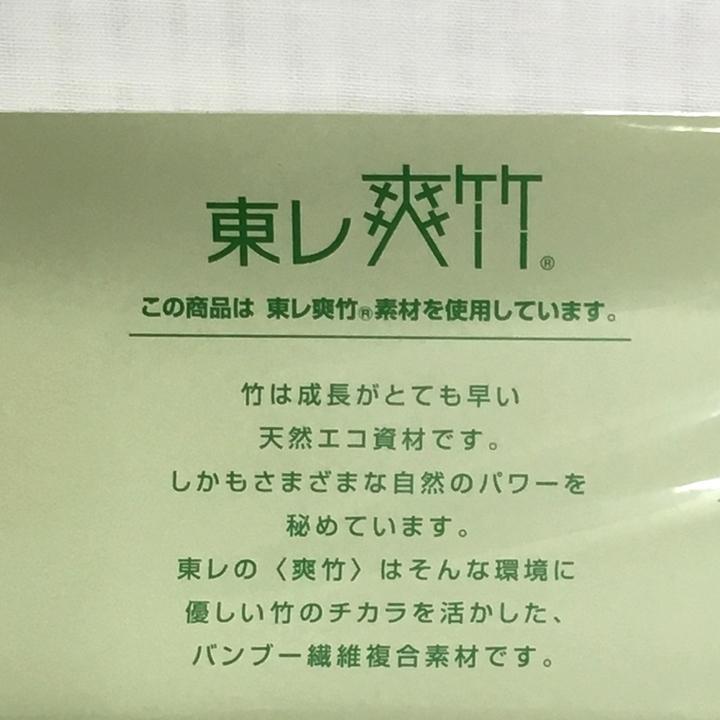 東レ爽竹®
この商品は 東レ爽竹®素材を使用しています。
竹は成長がとても早い
天然エコ資材です。
しかもさまざまな自然のパワーを
秘めています。
東レの〈爽竹〉はそんな環境に
優しい竹のチカラを活かした、
バンブー繊維複合素材です。